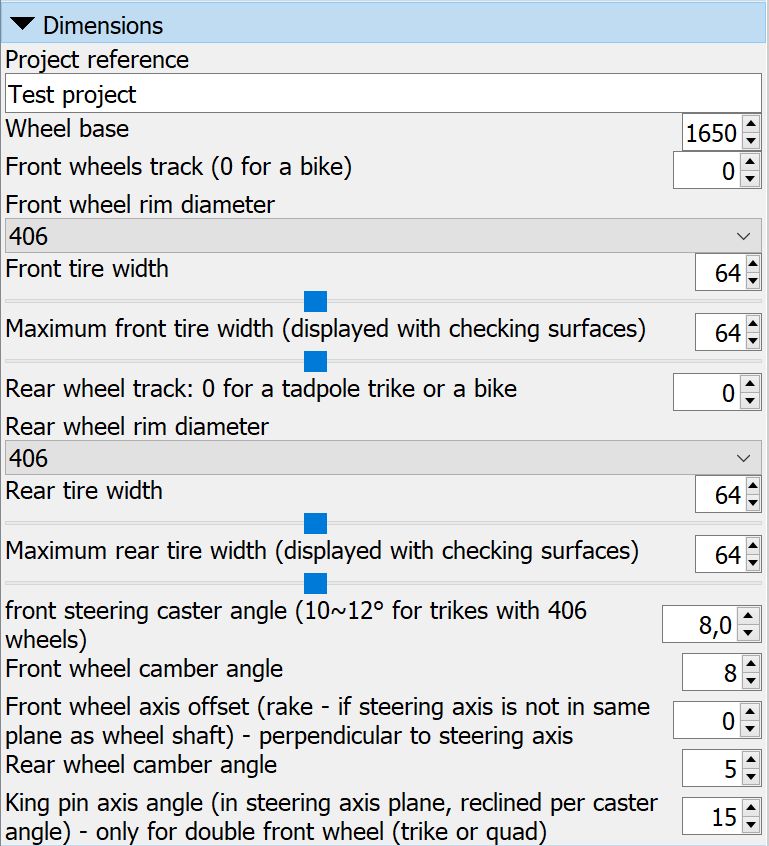 Dimensions
Project reference
Test project
Wheel base 1650
Front wheels track (0 for a bike) 0
Front wheel rim diameter
406
Front tire width 64
Maximum front tire width (displayed with checking surfaces) 64
Rear wheel track: 0 for a tadpole trike or a bike 0
Rear wheel rim diameter
406
Rear tire width 64
Maximum rear tire width (displayed with checking surfaces) 64
front steering caster angle (10~12° for trikes with 406
wheels) 8,0
Front wheel camber angle 8
Front wheel axis offset (rake - if steering axis is not in same
plane as wheel shaft) - perpendicular to steering axis 0
Rear wheel camber angle 5
King pin axis angle (in steering axis plane, reclined per caster
angle) - only for double front wheel (trike or quad) 15